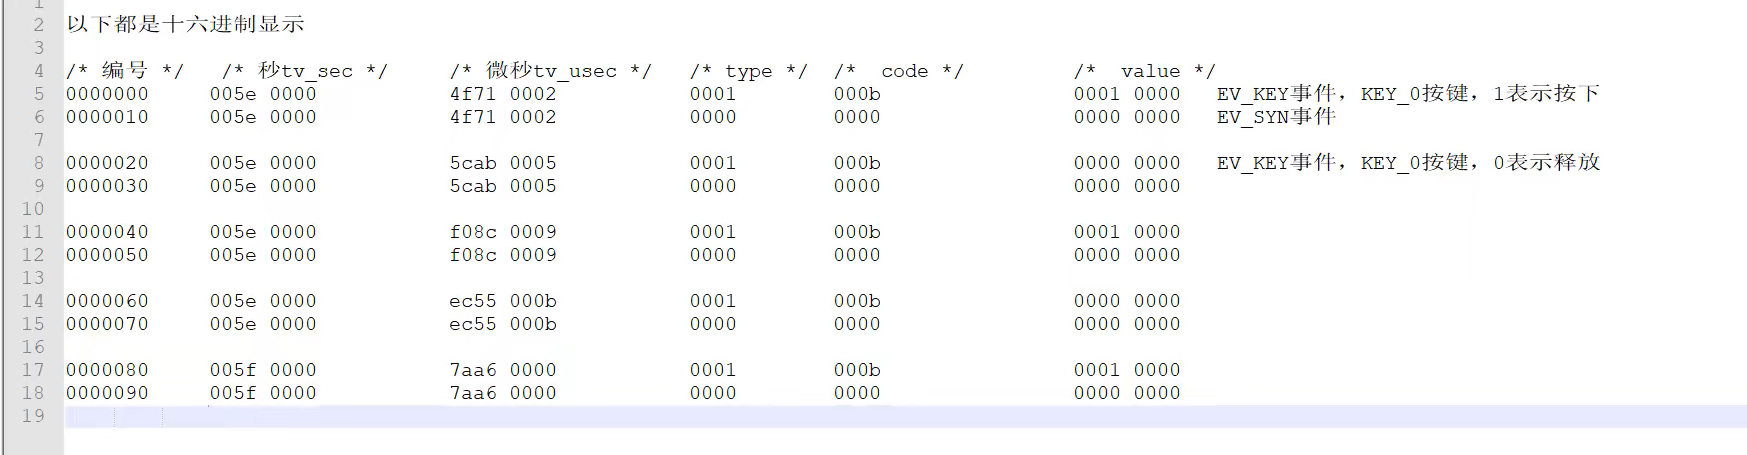 1
2 以下都是十六进制显示
3
4 /* 编号 */ /* 秒tv_sec */ /* 微秒tv_usec */ /* type */ /* code */ /* value */
5 0000000 005e 0000 4f71 0002 0001 000b 0001 0000 EV_KEY事件，KEY_0按键，1表示按下
6 0000010 005e 0000 4f71 0002 0000 0000 0000 0000 EV_SYN事件
7
8 0000020 005e 0000 5cab 0005 0001 000b 0000 0000 EV_KEY事件，KEY_0按键，0表示释放
9 0000030 005e 0000 5cab 0005 0000 0000 0000 0000
10
11 0000040 005e 0000 f08c 0009 0001 000b 0001 0000
12 0000050 005e 0000 f08c 0009 0000 0000 0000 0000
13
14 0000060 005e 0000 ec55 000b 0001 000b 0000 0000
15 0000070 005e 0000 ec55 000b 0000 0000 0000 0000
16
17 0000080 005f 0000 7aa6 0000 0001 000b 0001 0000
18 0000090 005f 0000 7aa6 0000 0000 0000 0000 0000
19